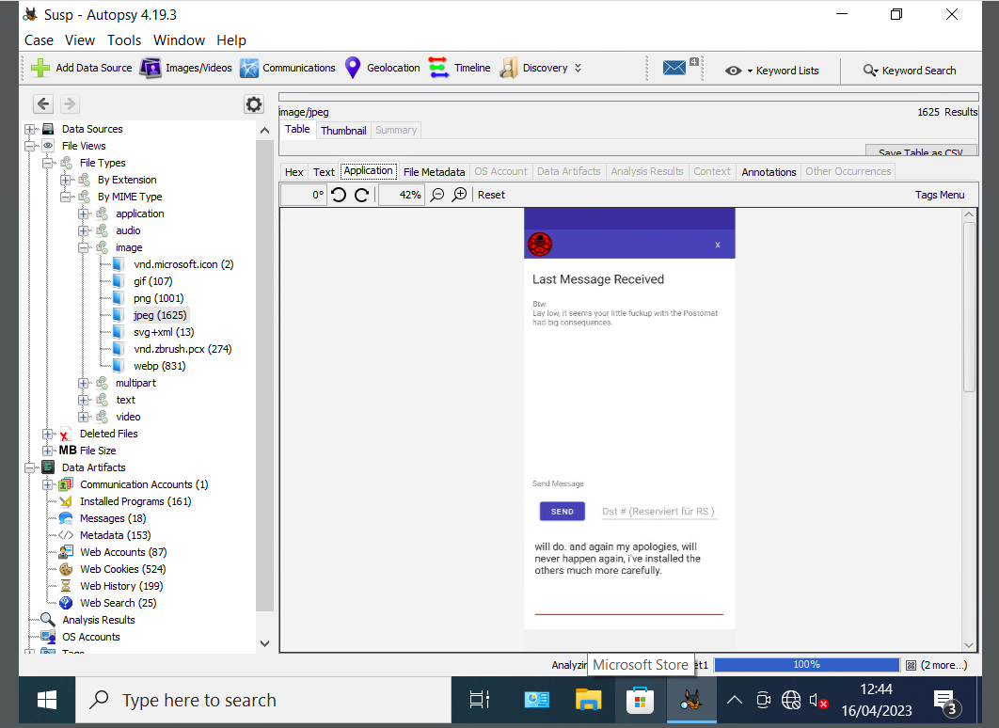 Susp - Autopsy 4.19.3
Case View Tools Window Help
Add Data Source Images/Videos Communications Geolocation Timeline Discovery 4 Keyword Lists Keyword Search
image/jpeg 1625 Results
Table Thumbnail Summary
Save Table as CSV
Hex Text Application File Metadata OS Account Data Artifacts Analysis Results Context Annotations Other Occurrences
0° 42% Reset Tags Menu
Data Sources
File Views
File Types
By Extension
By MIME Type
application
audio
image
vnd.microsoft.icon (2)
gif (107)
png (1001)
jpeg (1625)
svg+xml (13)
vnd.zbrush.pcx (274)
webp (831)
multipart
text
video
Deleted Files
MB File Size
Data Artifacts
Communication Accounts (1)
Installed Programs (161)
Messages (18)
Metadata (153)
Web Accounts (87)
Web Cookies (524)
Web History (199)
Web Search (25)
Analysis Results
OS Accounts
Tags
x
Last Message Received
Btw
Lay low, it seems your little fuckup with the Postomat
had big consequences.
Send Message
SEND Dst # (Reserviert für RS )
will do. and again my apologies, will
never happen again, i've installed the
others much more carefully.
Microsoft Store
100% (2 more...)
Type here to search
12:44
16/04/2023
3